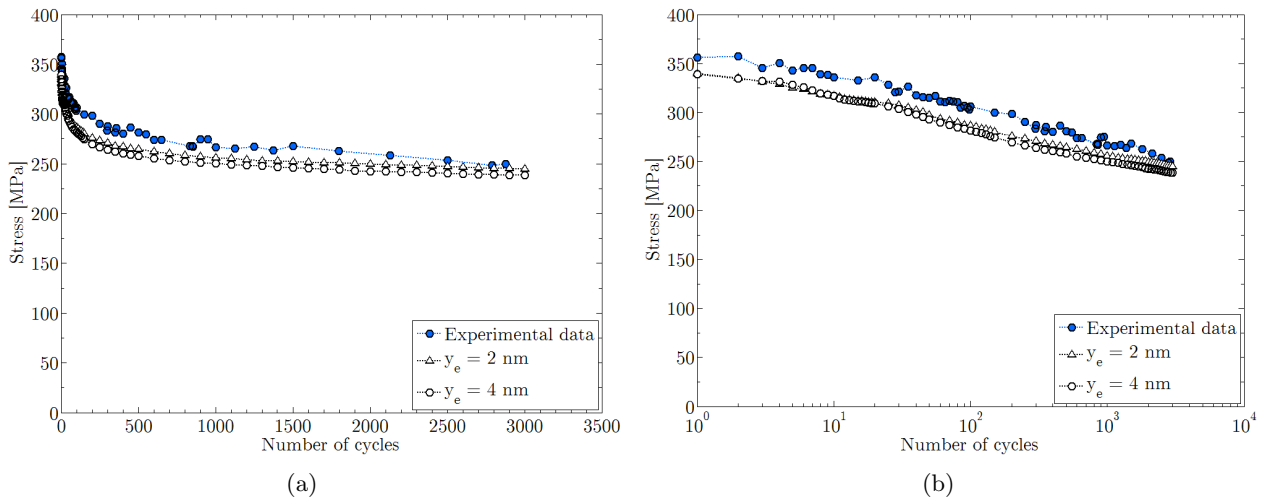 (a)
400
350
300
250
200
150
100
50
0
Stress [MPa]
0 500 1000 1500 2000 2500 3000 3500
Number of cycles
Experimental data
y_e = 2 nm
y_e = 4 nm
(a)
(b)
400
350
300
250
200
150
100
50
0
Stress [MPa]
10^0 10^1 10^2 10^3 10^4
Number of cycles
Experimental data
y_e = 2 nm
y_e = 4 nm
(b)